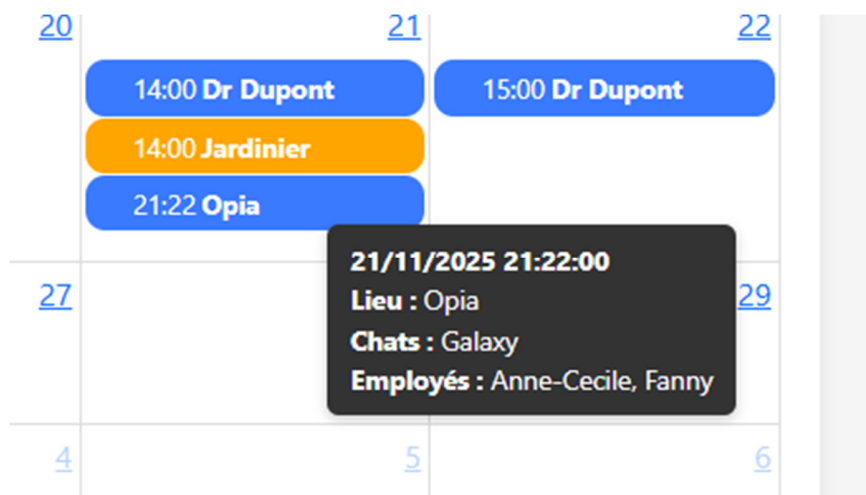 20
21
22
14:00 Dr Dupont
15:00 Dr Dupont
14:00 Jardinier
21:22 Opia
21/11/2025 21:22:00
Lieu : Opia
Chats : Galaxy
Employés : Anne-Cecile, Fanny
27
29
4
5
6